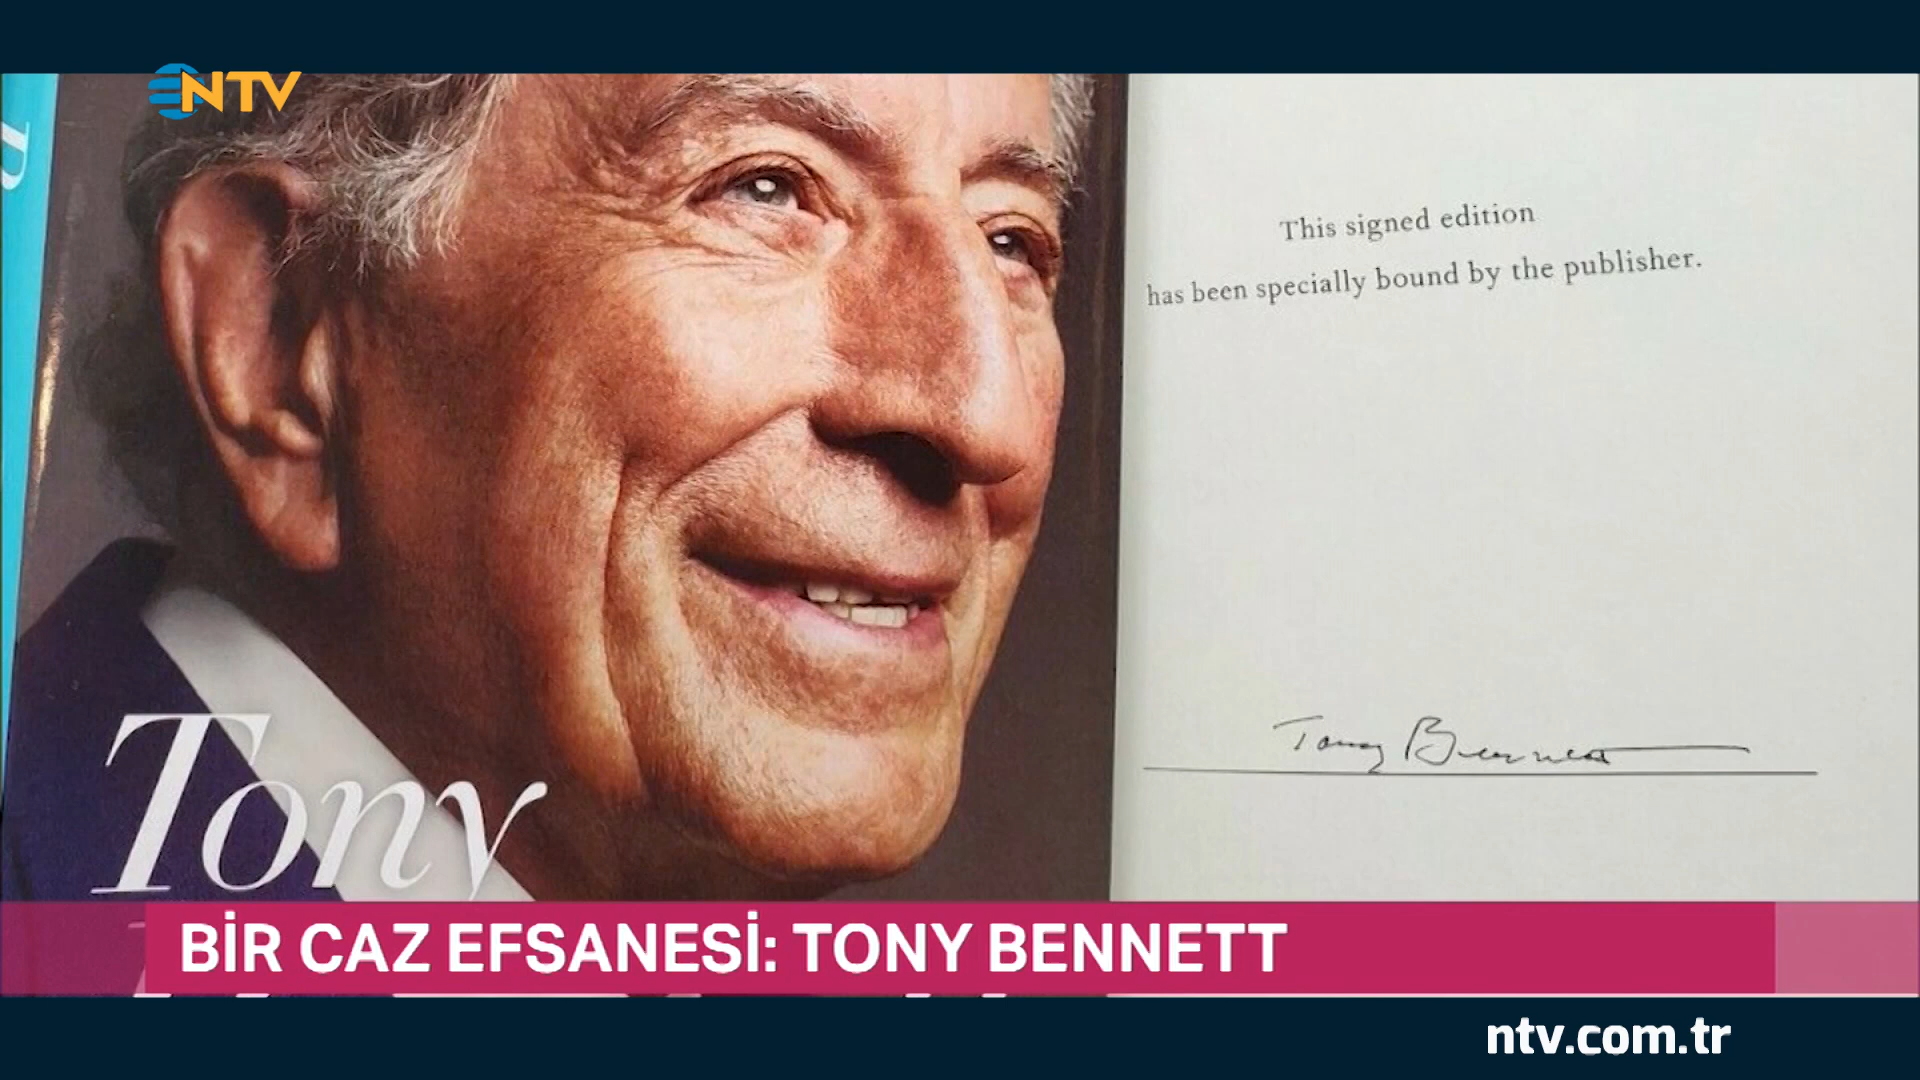 NTV
This signed edition
has been specially bound by the publisher.
Tony Bennett
Tony
BİR CAZ EFSANESİ: TONY BENNETT
ntv.com.tr